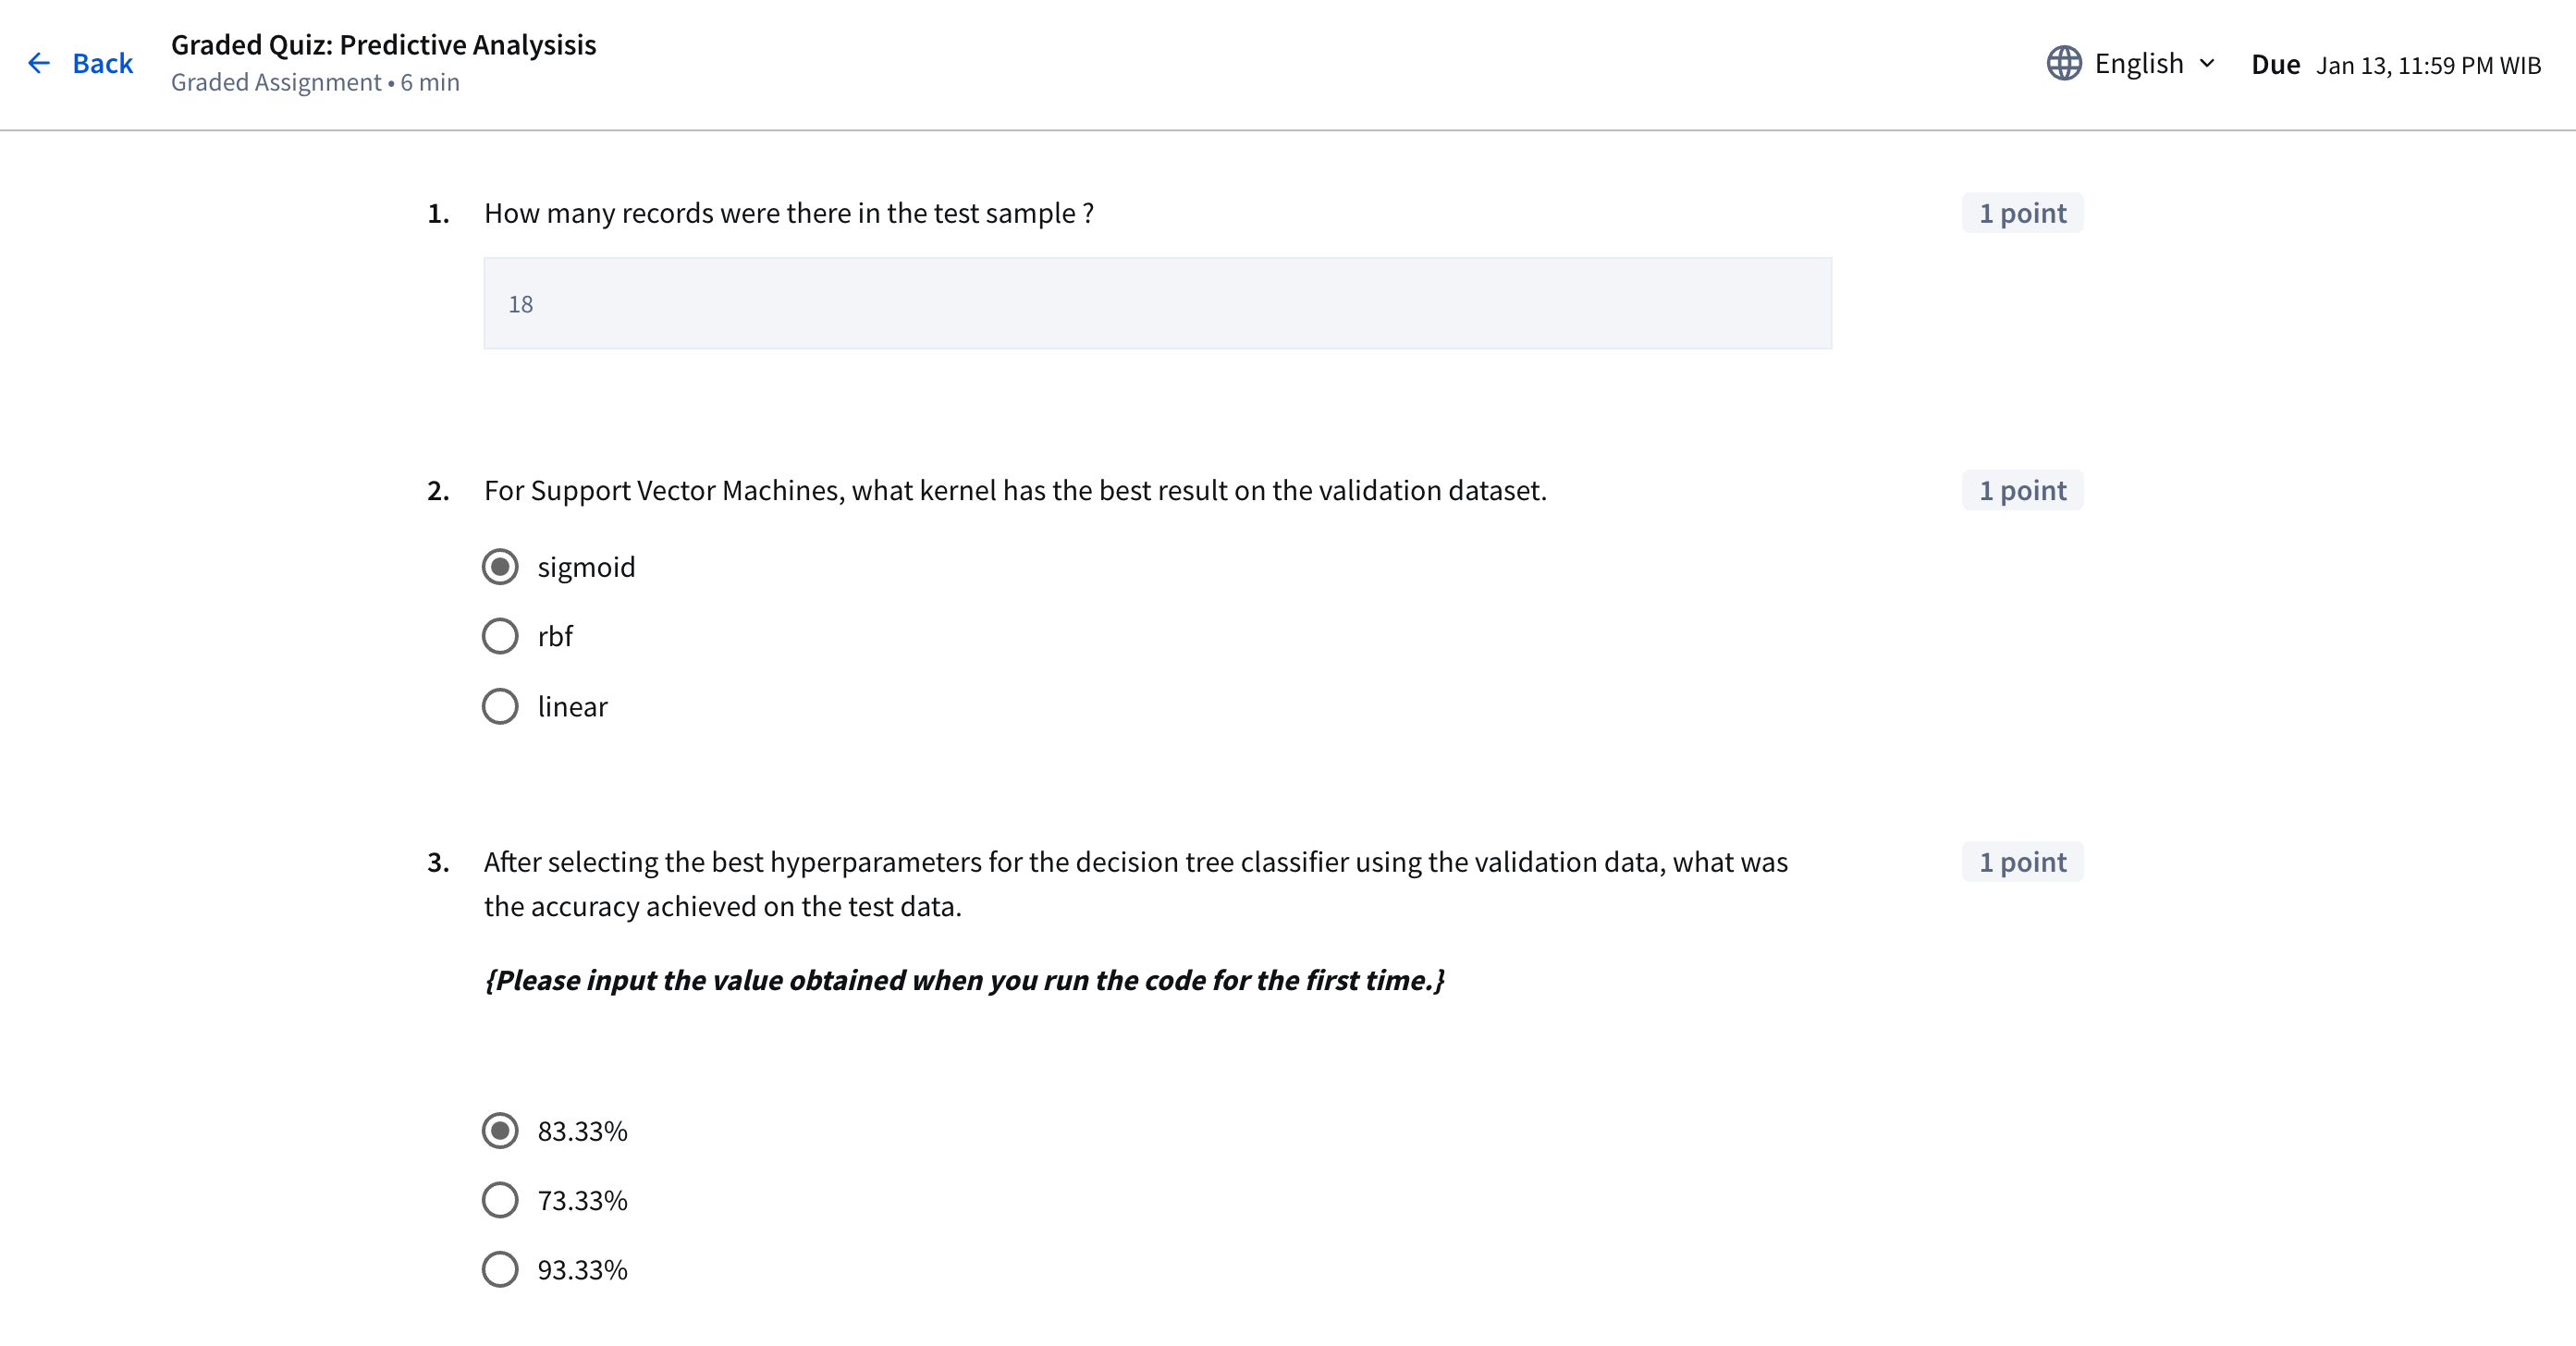 Back
Graded Quiz: Predictive Analysisis
Graded Assignment • 6 min
English
Due Jan 13, 11:59 PM WIB
1. How many records were there in the test sample ?
1 point
18
2. For Support Vector Machines, what kernel has the best result on the validation dataset.
1 point
sigmoid
rbf
linear
3. After selecting the best hyperparameters for the decision tree classifier using the validation data, what was
1 point
the accuracy achieved on the test data.
{Please input the value obtained when you run the code for the first time.}
83.33%
73.33%
93.33%